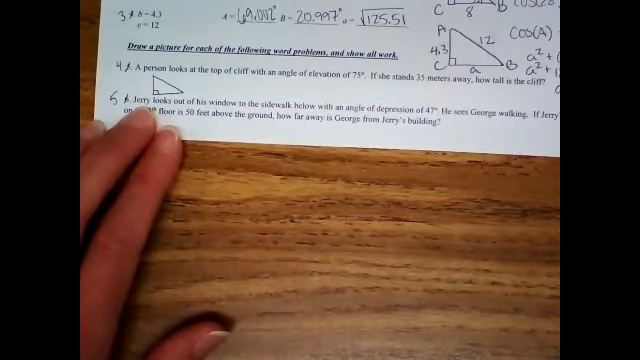 3 b = 4.3 A = 69.002° B = 20.997° a = √125.51
c = 12
C 8 B
A 12 cos(A)
4.3
C a B
a² +
a² + 1
Draw a picture for each of the following word problems, and show all work.
4 A person looks at the top of cliff with an angle of elevation of 75°. If she stands 35 meters away, how tall is the cliff?
5 Jerry looks out of his window to the sidewalk below with an angle of depression of 47°. He sees George walking. If Jerry
on floor is 50 feet above the ground, how far away is George from Jerry's building?